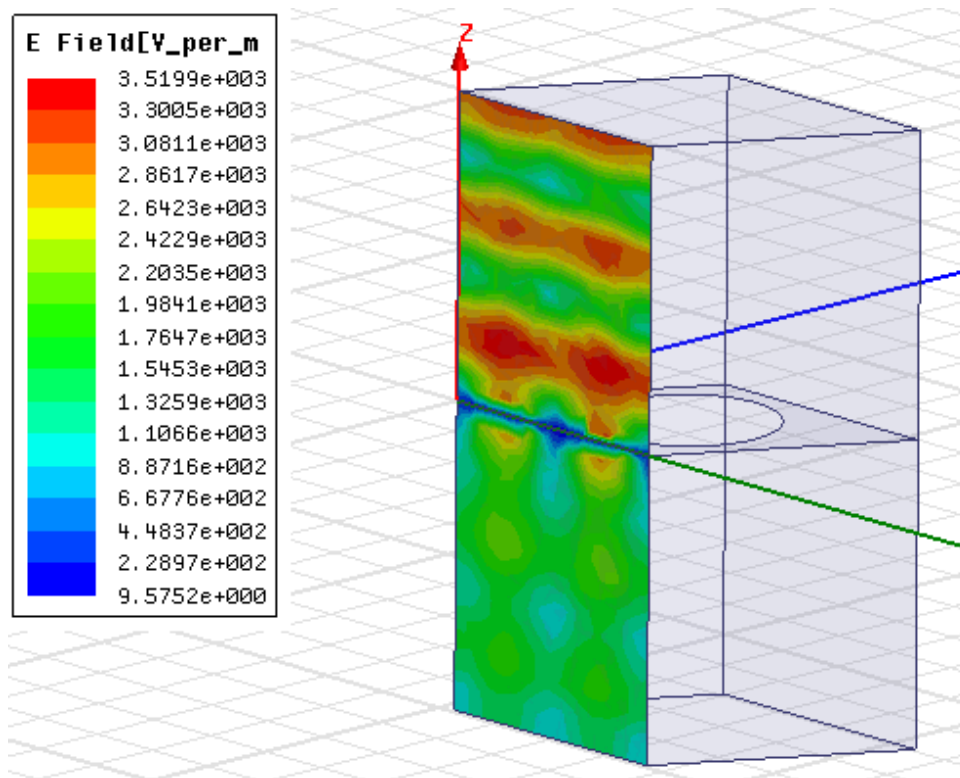 E Field[V_per_m
3.5199e+003
3.3005e+003
3.0811e+003
2.8617e+003
2.6423e+003
2.4229e+003
2.2035e+003
1.9841e+003
1.7647e+003
1.5453e+003
1.3259e+003
1.1066e+003
8.8716e+002
6.6776e+002
4.4837e+002
2.2897e+002
9.5752e+000
Z